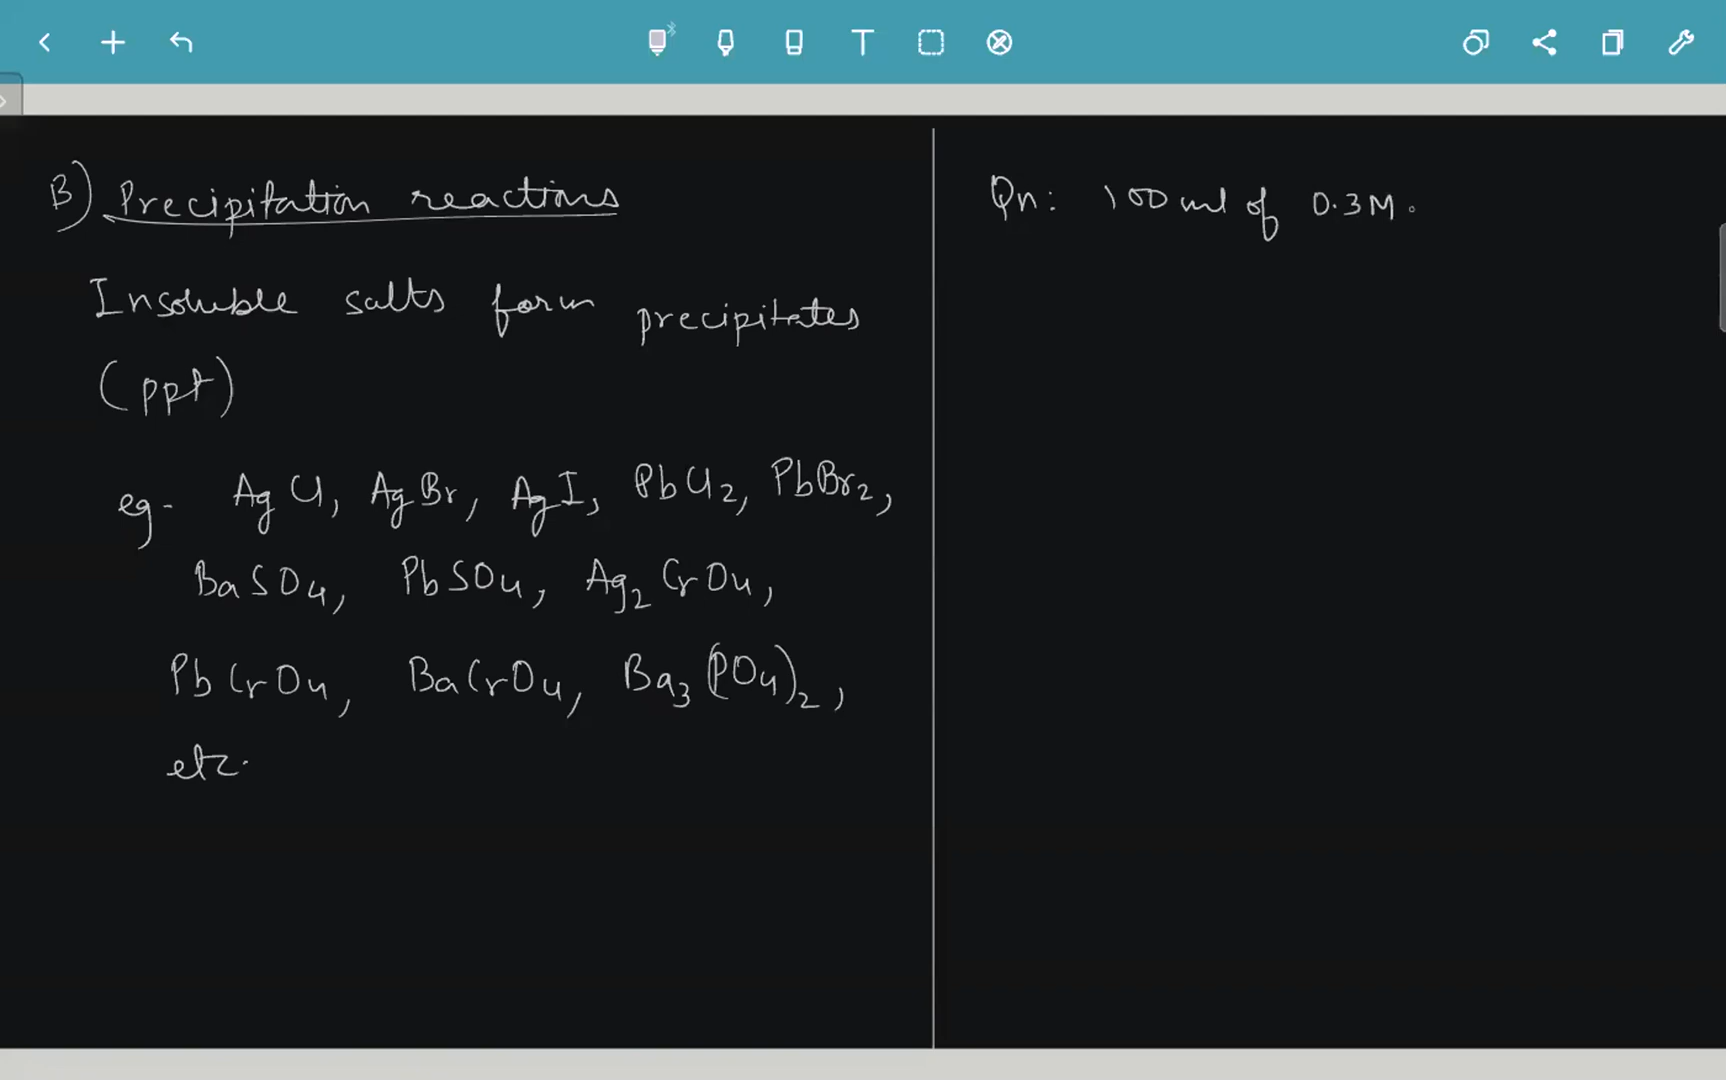 B) Precipitation reactions
Insoluble salts form precipitates
(ppt)
eg- AgCl, AgBr, AgI, PbCl₂, PbBr₂,
BaSO₄, PbSO₄, Ag₂CrO₄,
PbCrO₄, BaCrO₄, Ba₃(PO₄)₂,
etc.
Qn: 100 ml of 0.3M.